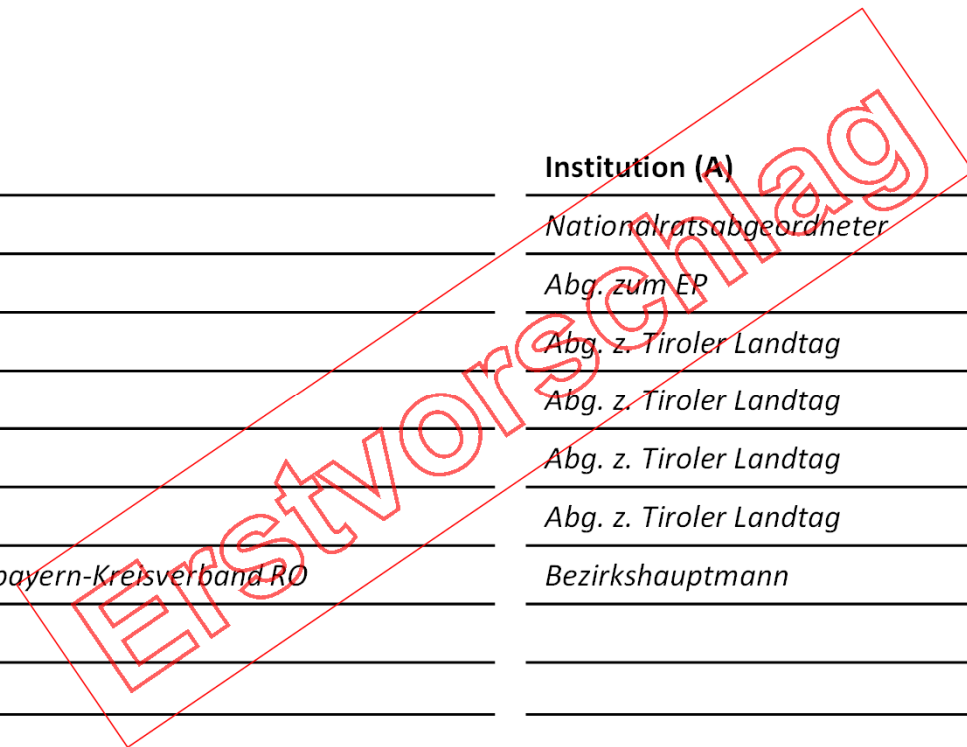 Institution (A)
Nationalratsabgeordneter
Abg. zum EP
Abg. z. Tiroler Landtag
Abg. z. Tiroler Landtag
Abg. z. Tiroler Landtag
Abg. z. Tiroler Landtag
bayern-Kreisverband RO Bezirkshauptmann
Erstvorschlag